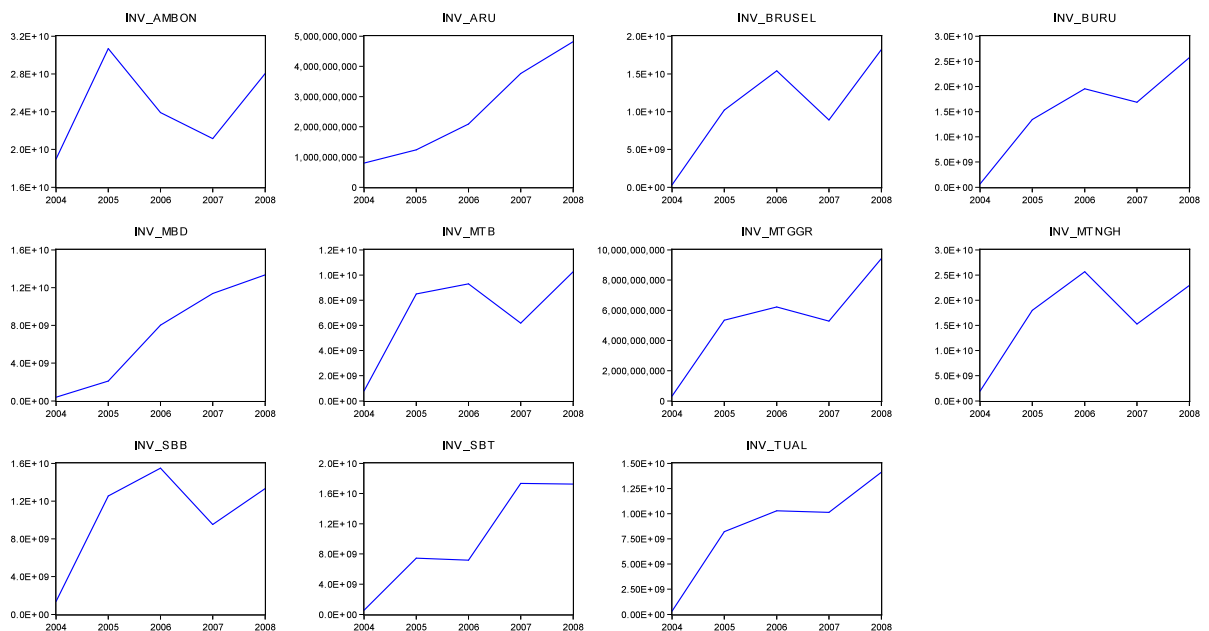 INV_AMBON
3.2E+10
2.8E+10
2.4E+10
2.0E+10
1.6E+10
2004 2005 2006 2007 2008
INV_ARU
5,000,000,000
4,000,000,000
3,000,000,000
2,000,000,000
1,000,000,000
0
2004 2005 2006 2007 2008
INV_BRUSEL
2.0E+10
1.5E+10
1.0E+10
5.0E+09
0.0E+00
2004 2005 2006 2007 2008
INV_BURU
3.0E+10
2.5E+10
2.0E+10
1.5E+10
1.0E+10
5.0E+09
0.0E+00
2004 2005 2006 2007 2008
INV_MBD
1.6E+10
1.2E+10
8.0E+09
4.0E+09
0.0E+00
2004 2005 2006 2007 2008
INV_MTB
1.2E+10
1.0E+10
8.0E+09
6.0E+09
4.0E+09
2.0E+09
0.0E+00
2004 2005 2006 2007 2008
INV_MTGGR
10,000,000,000
8,000,000,000
6,000,000,000
4,000,000,000
2,000,000,000
0
2004 2005 2006 2007 2008
INV_MTNGH
3.0E+10
2.5E+10
2.0E+10
1.5E+10
1.0E+10
5.0E+09
0.0E+00
2004 2005 2006 2007 2008
INV_SBB
1.6E+10
1.2E+10
8.0E+09
4.0E+09
0.0E+00
2004 2005 2006 2007 2008
INV_SBT
2.0E+10
1.6E+10
1.2E+10
8.0E+09
4.0E+09
0.0E+00
2004 2005 2006 2007 2008
INV_TUAL
1.50E+10
1.25E+10
1.00E+10
7.50E+09
5.00E+09
2.50E+09
0.00E+00
2004 2005 2006 2007 2008